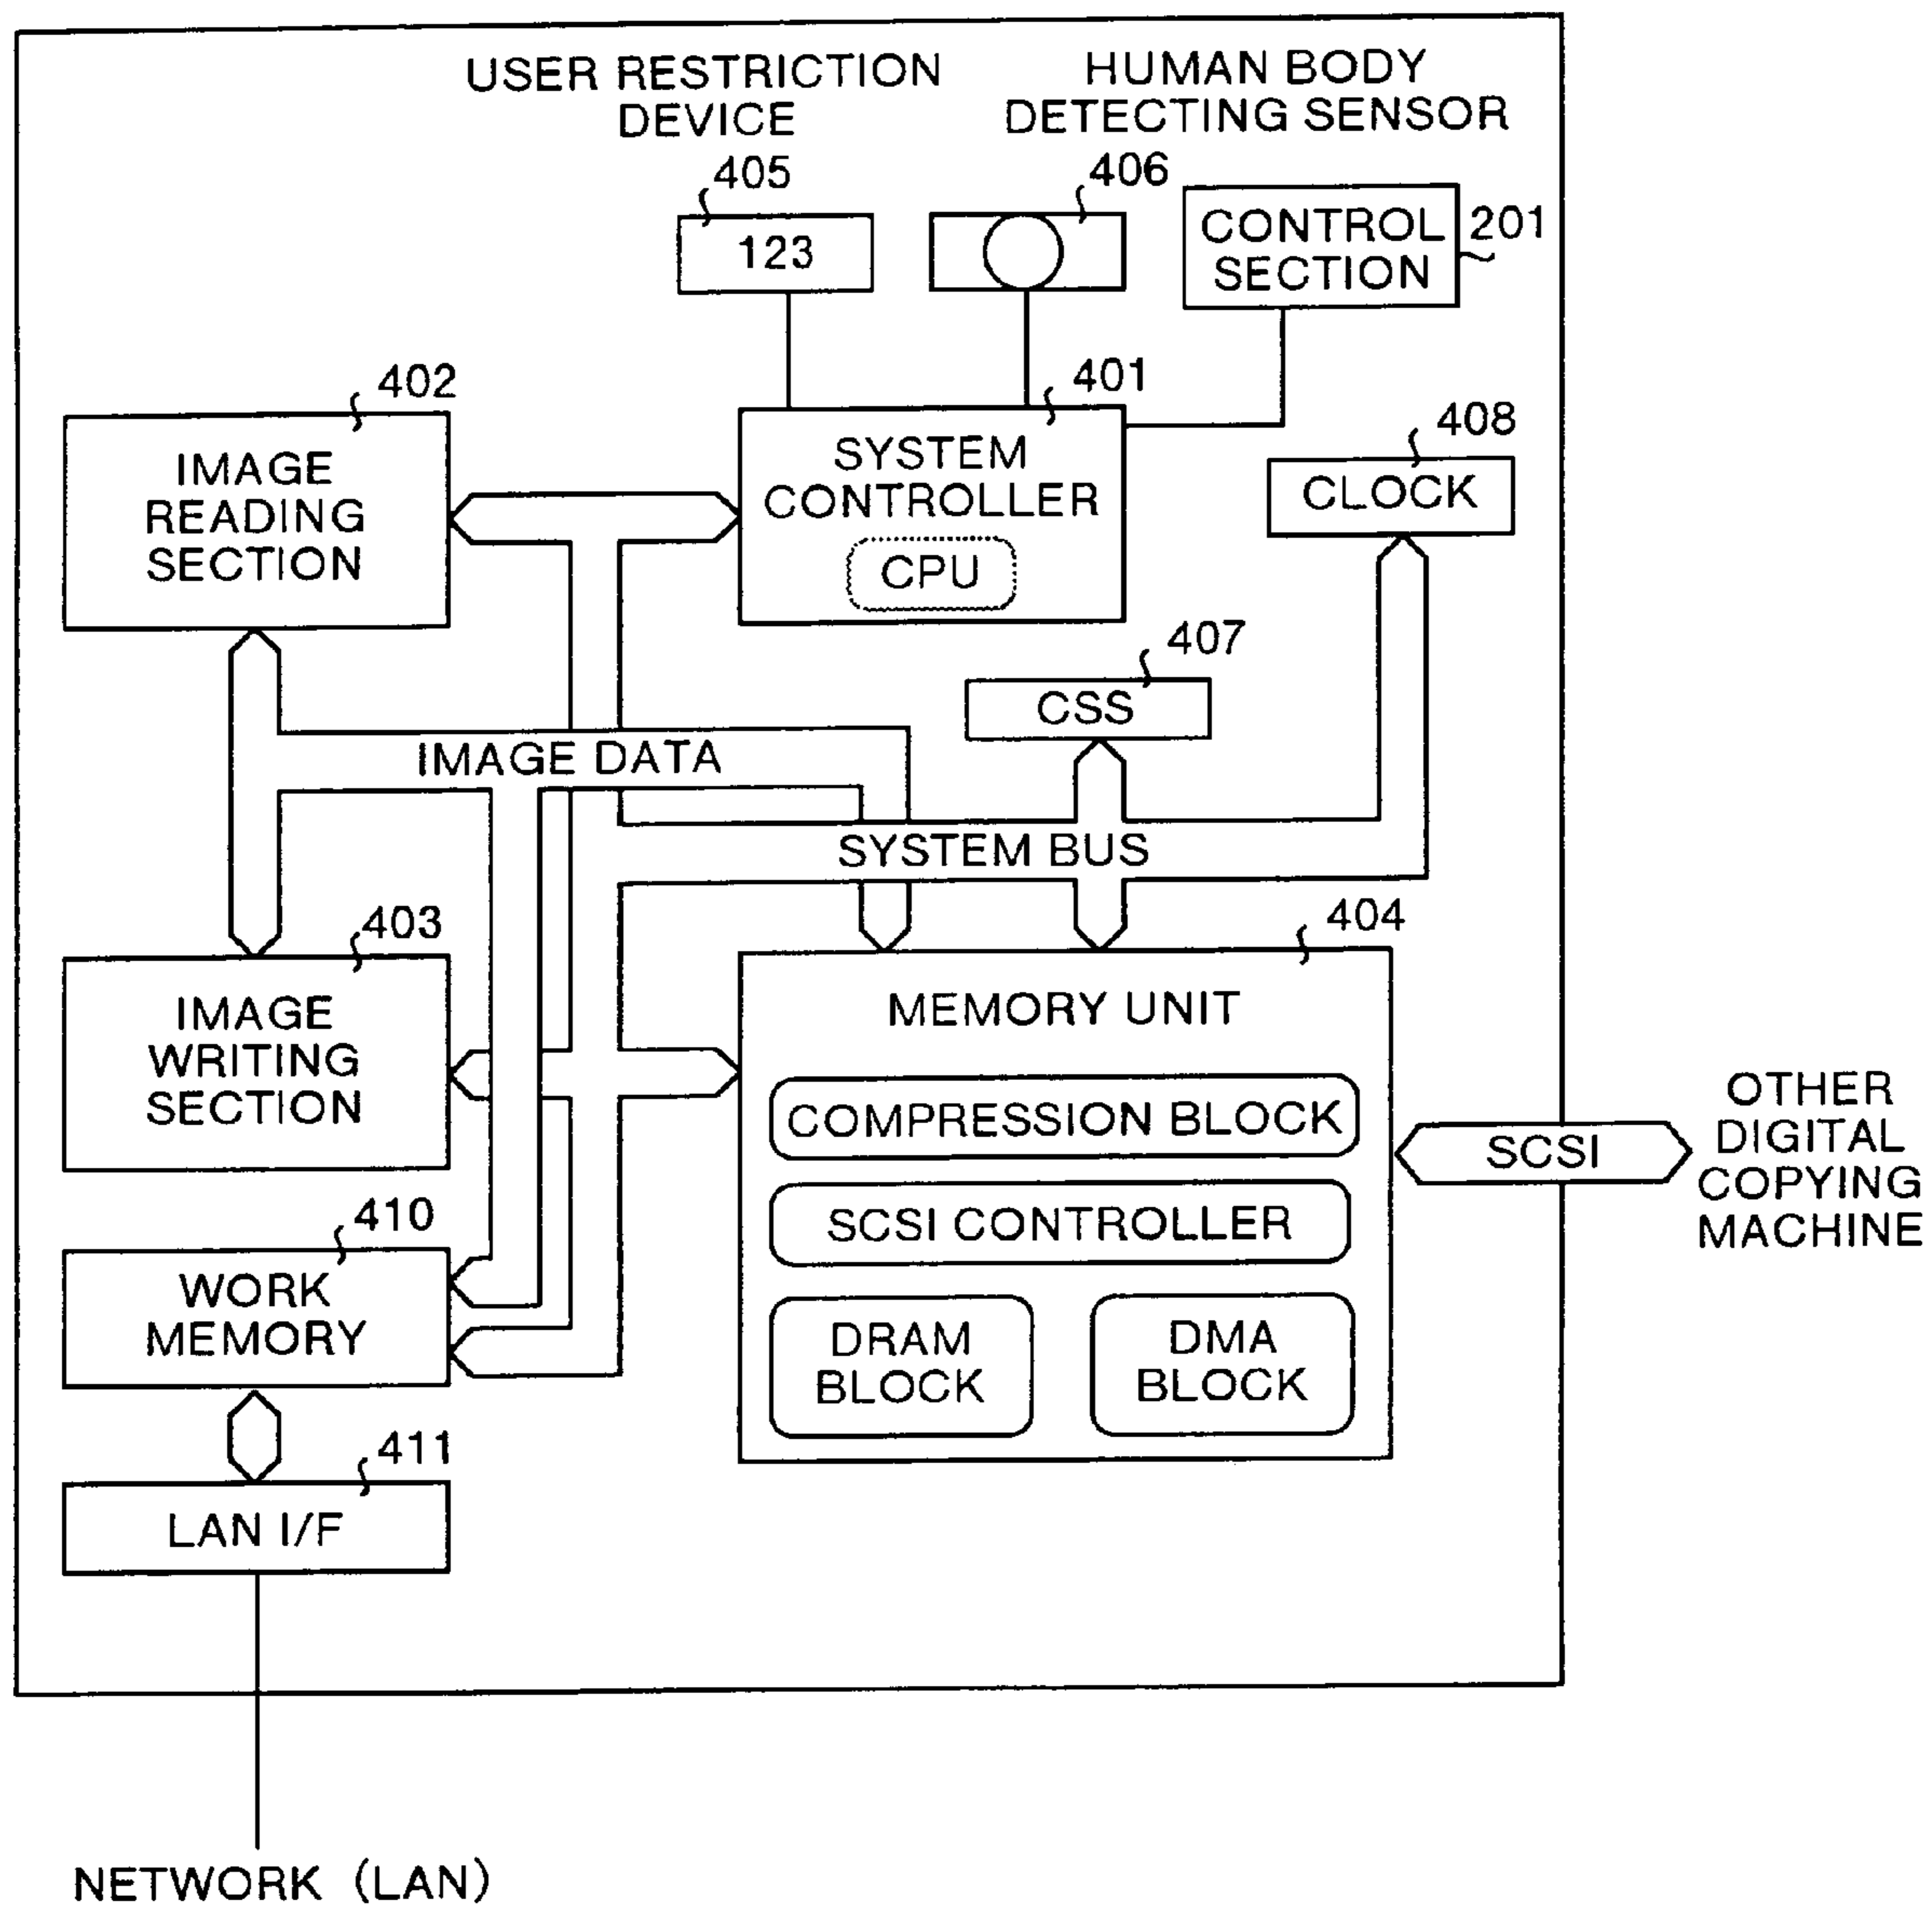 USER RESTRICTION
DEVICE
HUMAN BODY
DETECTING SENSOR
405
406
123
CONTROL
SECTION
201
402
401
408
IMAGE
READING
SECTION
SYSTEM
CONTROLLER
CPU
CLOCK
407
CSS
IMAGE DATA
SYSTEM BUS
403
404
IMAGE
WRITING
SECTION
MEMORY UNIT
COMPRESSION BLOCK
SCSI CONTROLLER
DRAM
BLOCK
DMA
BLOCK
SCSI
OTHER
DIGITAL
COPYING
MACHINE
410
WORK
MEMORY
411
LAN I/F
NETWORK (LAN)